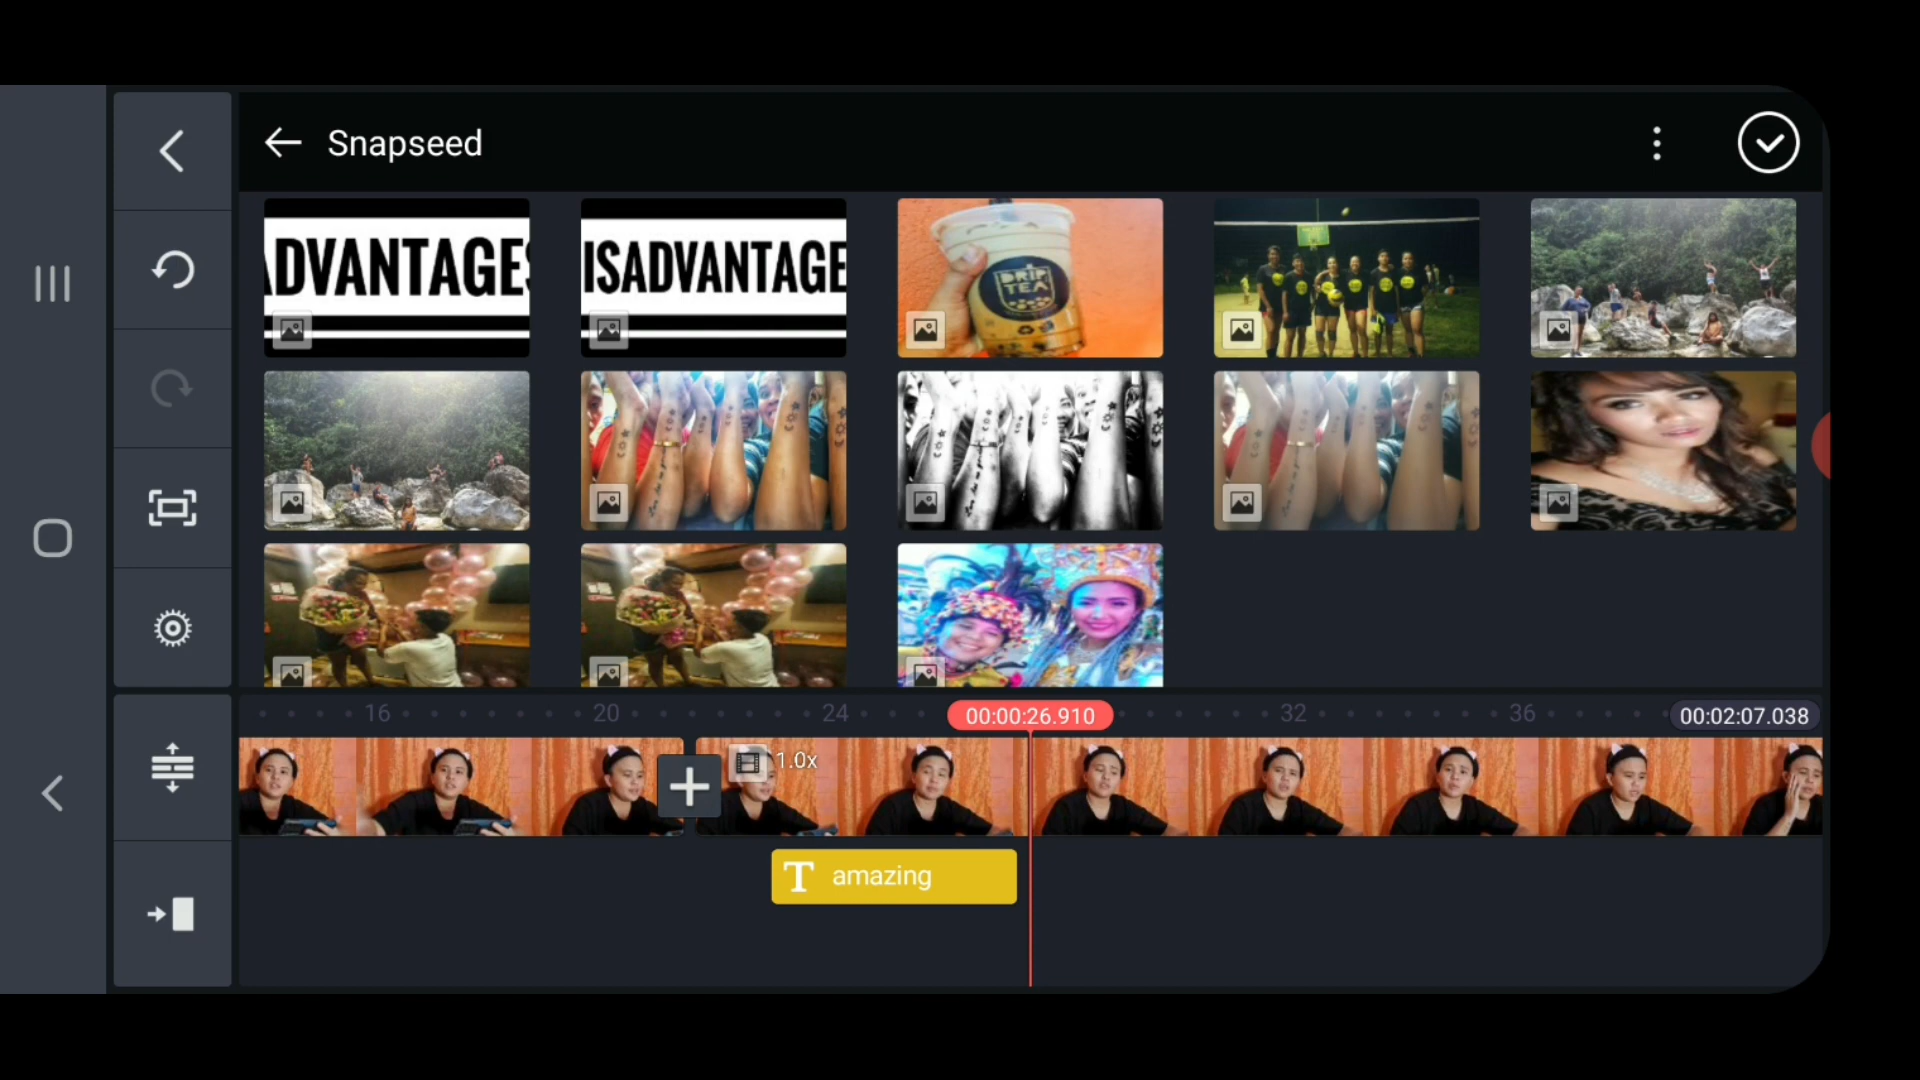 Snapseed
ADVANTAGES
ISADVANTAGE
DRIP
TEA
16
20
24
00:00:26.910
32
36
00:02:07.038
1.0x
T amazing